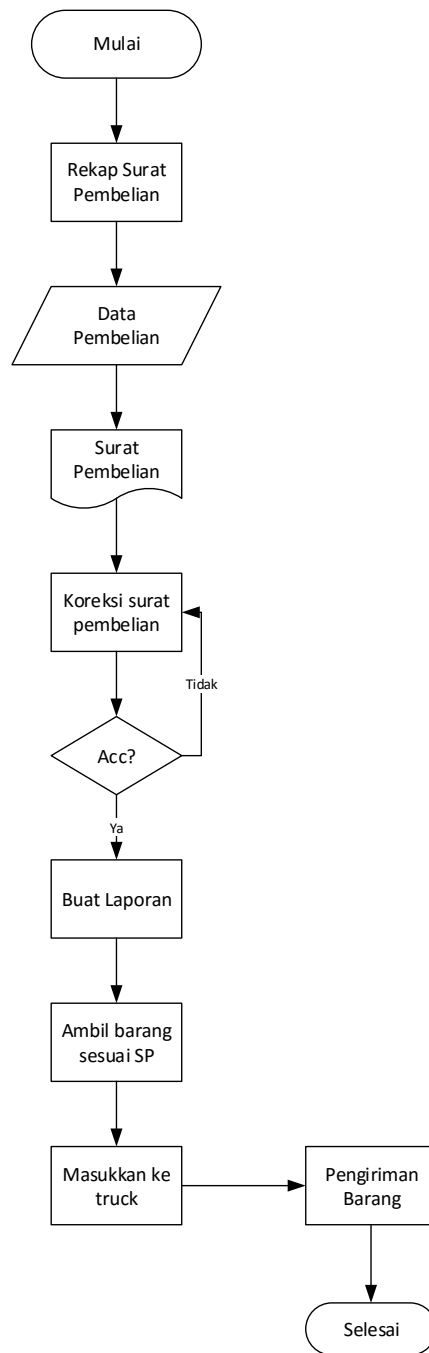 Mulai
Rekap Surat
Pembelian
Data
Pembelian
Surat
Pembelian
Koreksi surat
pembelian
Tidak
Acc?
Ya
Buat Laporan
Ambil barang
sesuai SP
Masukkan ke
truck
Pengiriman
Barang
Selesai